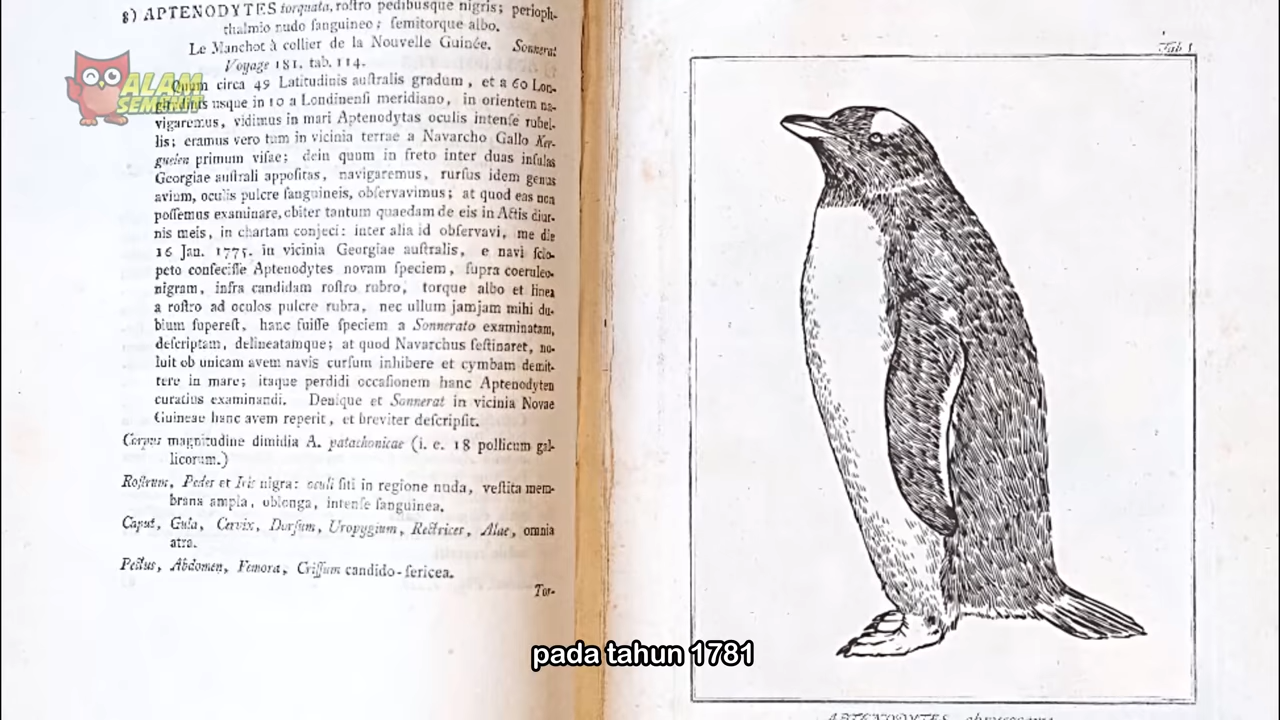 8) APTENODYTES torquata, roſtro pedibusque nigris; perioph-
thalmio nudo ſanguineo; ſemitorque albo.
Le Manchot à collier de la Nouvelle Guinée. Sonnerat
Voyage 181. tab. 114.
Quum circa 49 Latitudinis auſtralis gradum, et a 60 Lon-
gitudinis usque in 10 a Londinenſi meridiano, in orientem na-
vigaremus, vidimus in mari Aptenodytas oculis intenſe rubel-
lis; eramus vero tum in vicinia terrae a Navarcho Gallo Ker-
guelen primum viſae; dein quom in freto inter duas inſulas
Georgiae auſtrali appoſitas, navigaremus, rurſus idem genus
avium, oculis pulcre ſanguineis, obſervavimus; at quod eas non
poſſemus examinare, obiter tantum quaedam de eis in Actis diur-
nis meis, in chartam conjeci: inter alia id obſervavi, me die
16 Jan. 1775. in vicinia Georgiae auſtralis, e navi ſclo-
peto confeciſſe Aptenodytes novam ſpeciem, ſupra coeruleo-
nigram, infra candidam roſtro rubro, torque albo et linea
a roſtro ad oculos pulcre rubra, nec ullum jamjam mihi du-
bium ſupereſt, hanc fuiſſe ſpeciem a Sonnerato examinatam,
deſcriptam, delineatamque; at quod Navarchus feſtinaret, no-
luit ob unicam avem navis curſum inhibere et cymbam demit-
tere in mare; itaque perdidi occaſionem hanc Aptenodyten
curatius examinandi. Denique et Sonnerat in vicinia Novae
Guineae hanc avem reperit, et breviter deſcripſit.
Corpus magnitudine dimidia A. patachonicae (i. e. 18 pollicum gal-
licorum.)
Roſtrum, Pedes et Iris nigra: oculi ſiti in regione nuda, veſtita mem-
brana ampla, oblonga, intenſe ſanguinea.
Caput, Gula, Cervix, Dorſum, Uropygium, Rectrices, Alae, omnia
atra.
Pectus, Abdomen, Femora, Criſſum candido-ſericea.
Tor-
Tab 1
ALAM
SEMENIT
pada tahun 1781